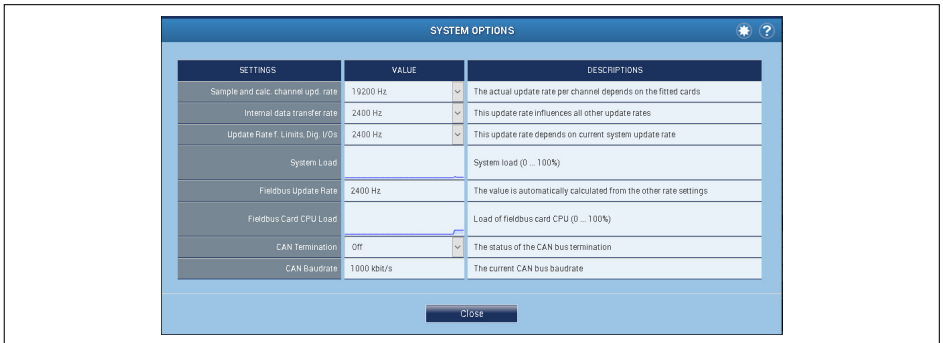 SYSTEM OPTIONS
?
SETTINGS VALUE DESCRIPTIONS
Sample and calc. channel upd. rate 19200 Hz The actual update rate per channel depends on the fitted cards
Internal data transfer rate 2400 Hz This update rate influences all other update rates
Update Rate f. Limits, Dig. I/Os 2400 Hz This update rate depends on current system update rate
System Load System load (0 ... 100%)
Fieldbus Update Rate 2400 Hz The value is automatically calculated from the other rate settings
Fieldbus Card CPU Load Load of fieldbus card CPU (0 ... 100%)
CAN Termination Off The status of the CAN bus termination
CAN Baudrate 1000 kbit/s The current CAN bus baudrate
Close